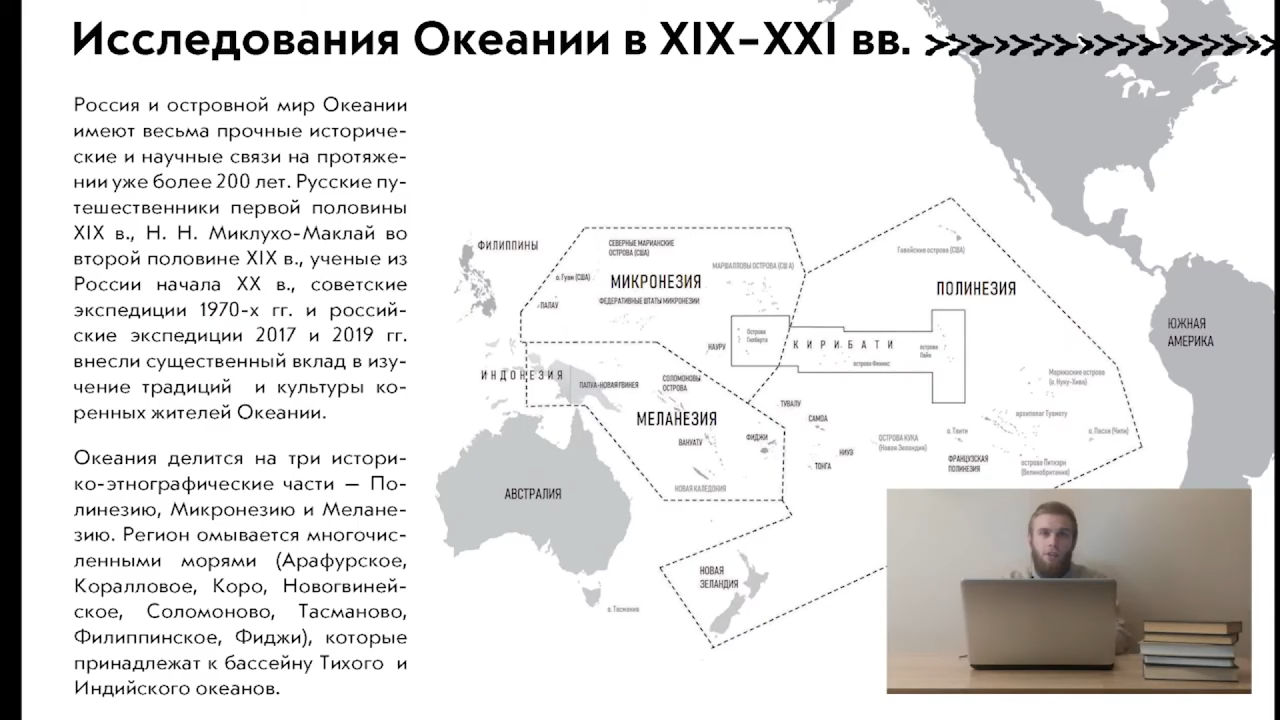 Исследования Океании в XIX–XXI вв.
Россия и островной мир Океании
имеют весьма прочные историче-
ские и научные связи на протяже-
нии уже более 200 лет. Русские пу-
тешественники первой половины
XIX в., Н. Н. Миклухо-Маклай во
второй половине XIX в., ученые из
России начала XX в., советские
экспедиции 1970-х гг. и россий-
ские экспедиции 2017 и 2019 гг.
внесли существенный вклад в изу-
чение традиций и культуры ко-
ренных жителей Океании.
Океания делится на три истори-
ко-этнографические части – По-
линезию, Микронезию и Мелане-
зию. Регион омывается многочис-
ленными морями (Арафурское,
Коралловое, Коро, Новогвиней-
ское, Соломоново, Тасманово,
Филиппинское, Фиджи), которые
принадлежат к бассейну Тихого и
Индийского океанов.
ФИЛИППИНЫ
СЕВЕРНЫЕ МАРИАНСКИЕ
ОСТРОВА (США)
о. Гуам (США)
МИКРОНЕЗИЯ
МАРШАЛЛОВЫ ОСТРОВА (США)
ПАЛАУ
ФЕДЕРАТИВНЫЕ ШТАТЫ МИКРОНЕЗИИ
Гавайские острова (США)
ПОЛИНЕЗИЯ
ЮЖНАЯ
АМЕРИКА
НАУРУ
Острова
Гилберта
КИРИБАТИ
острова Феникс
острова
Лайн
ИНДОНЕЗИЯ
ПАПУА-НОВАЯ ГВИНЕЯ
СОЛОМОНОВЫ
ОСТРОВА
МЕЛАНЕЗИЯ
ВАНУАТУ
ФИДЖИ
НОВАЯ КАЛЕДОНИЯ
ТУВАЛУ
САМОА
НИУЭ
ТОНГА
ОСТРОВА КУКА
(Новая Зеландия)
о. Таити
ФРАНЦУЗСКАЯ
ПОЛИНЕЗИЯ
Маркизские острова
(о. Нуку-Хива)
архипелаг Туамоту
о. Пасхи (Чили)
острова Питкэрн
(Великобритания)
АВСТРАЛИЯ
НОВАЯ
ЗЕЛАНДИЯ
о. Тасмания